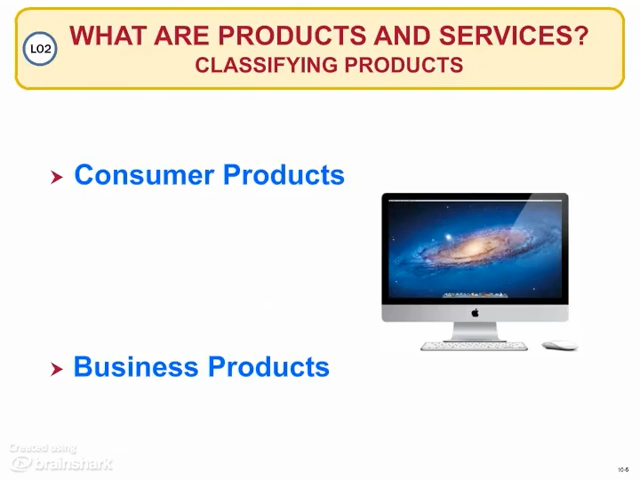 LO2
WHAT ARE PRODUCTS AND SERVICES?
CLASSIFYING PRODUCTS
Consumer Products
Business Products
Created using
brainshark
10-6